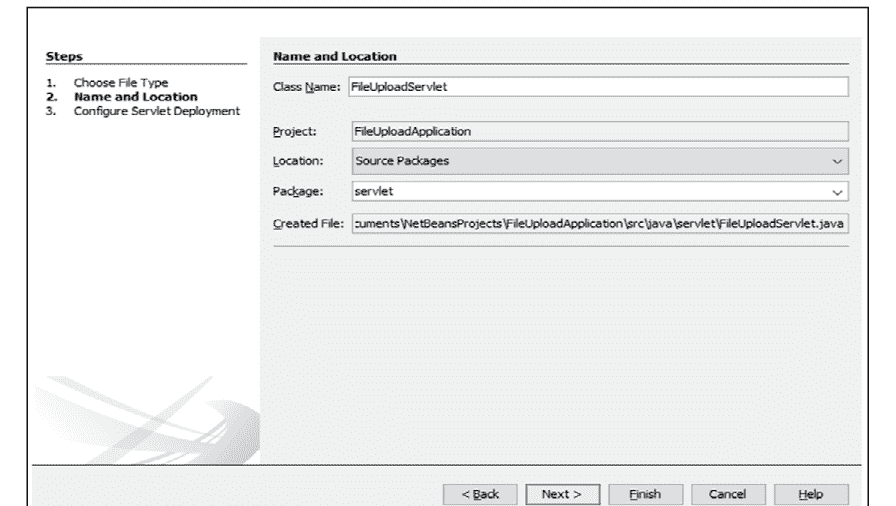 Steps
1. Choose File Type
2. Name and Location
3. Configure Servlet Deployment
Name and Location
Class Name: FileUploadServlet
Project: FileUploadApplication
Location: Source Packages
Package: servlet
Created File: :uments\NetBeansProjects\FileUploadApplication\src\java\servlet\FileUploadServlet.java
< Back Next > Finish Cancel Help